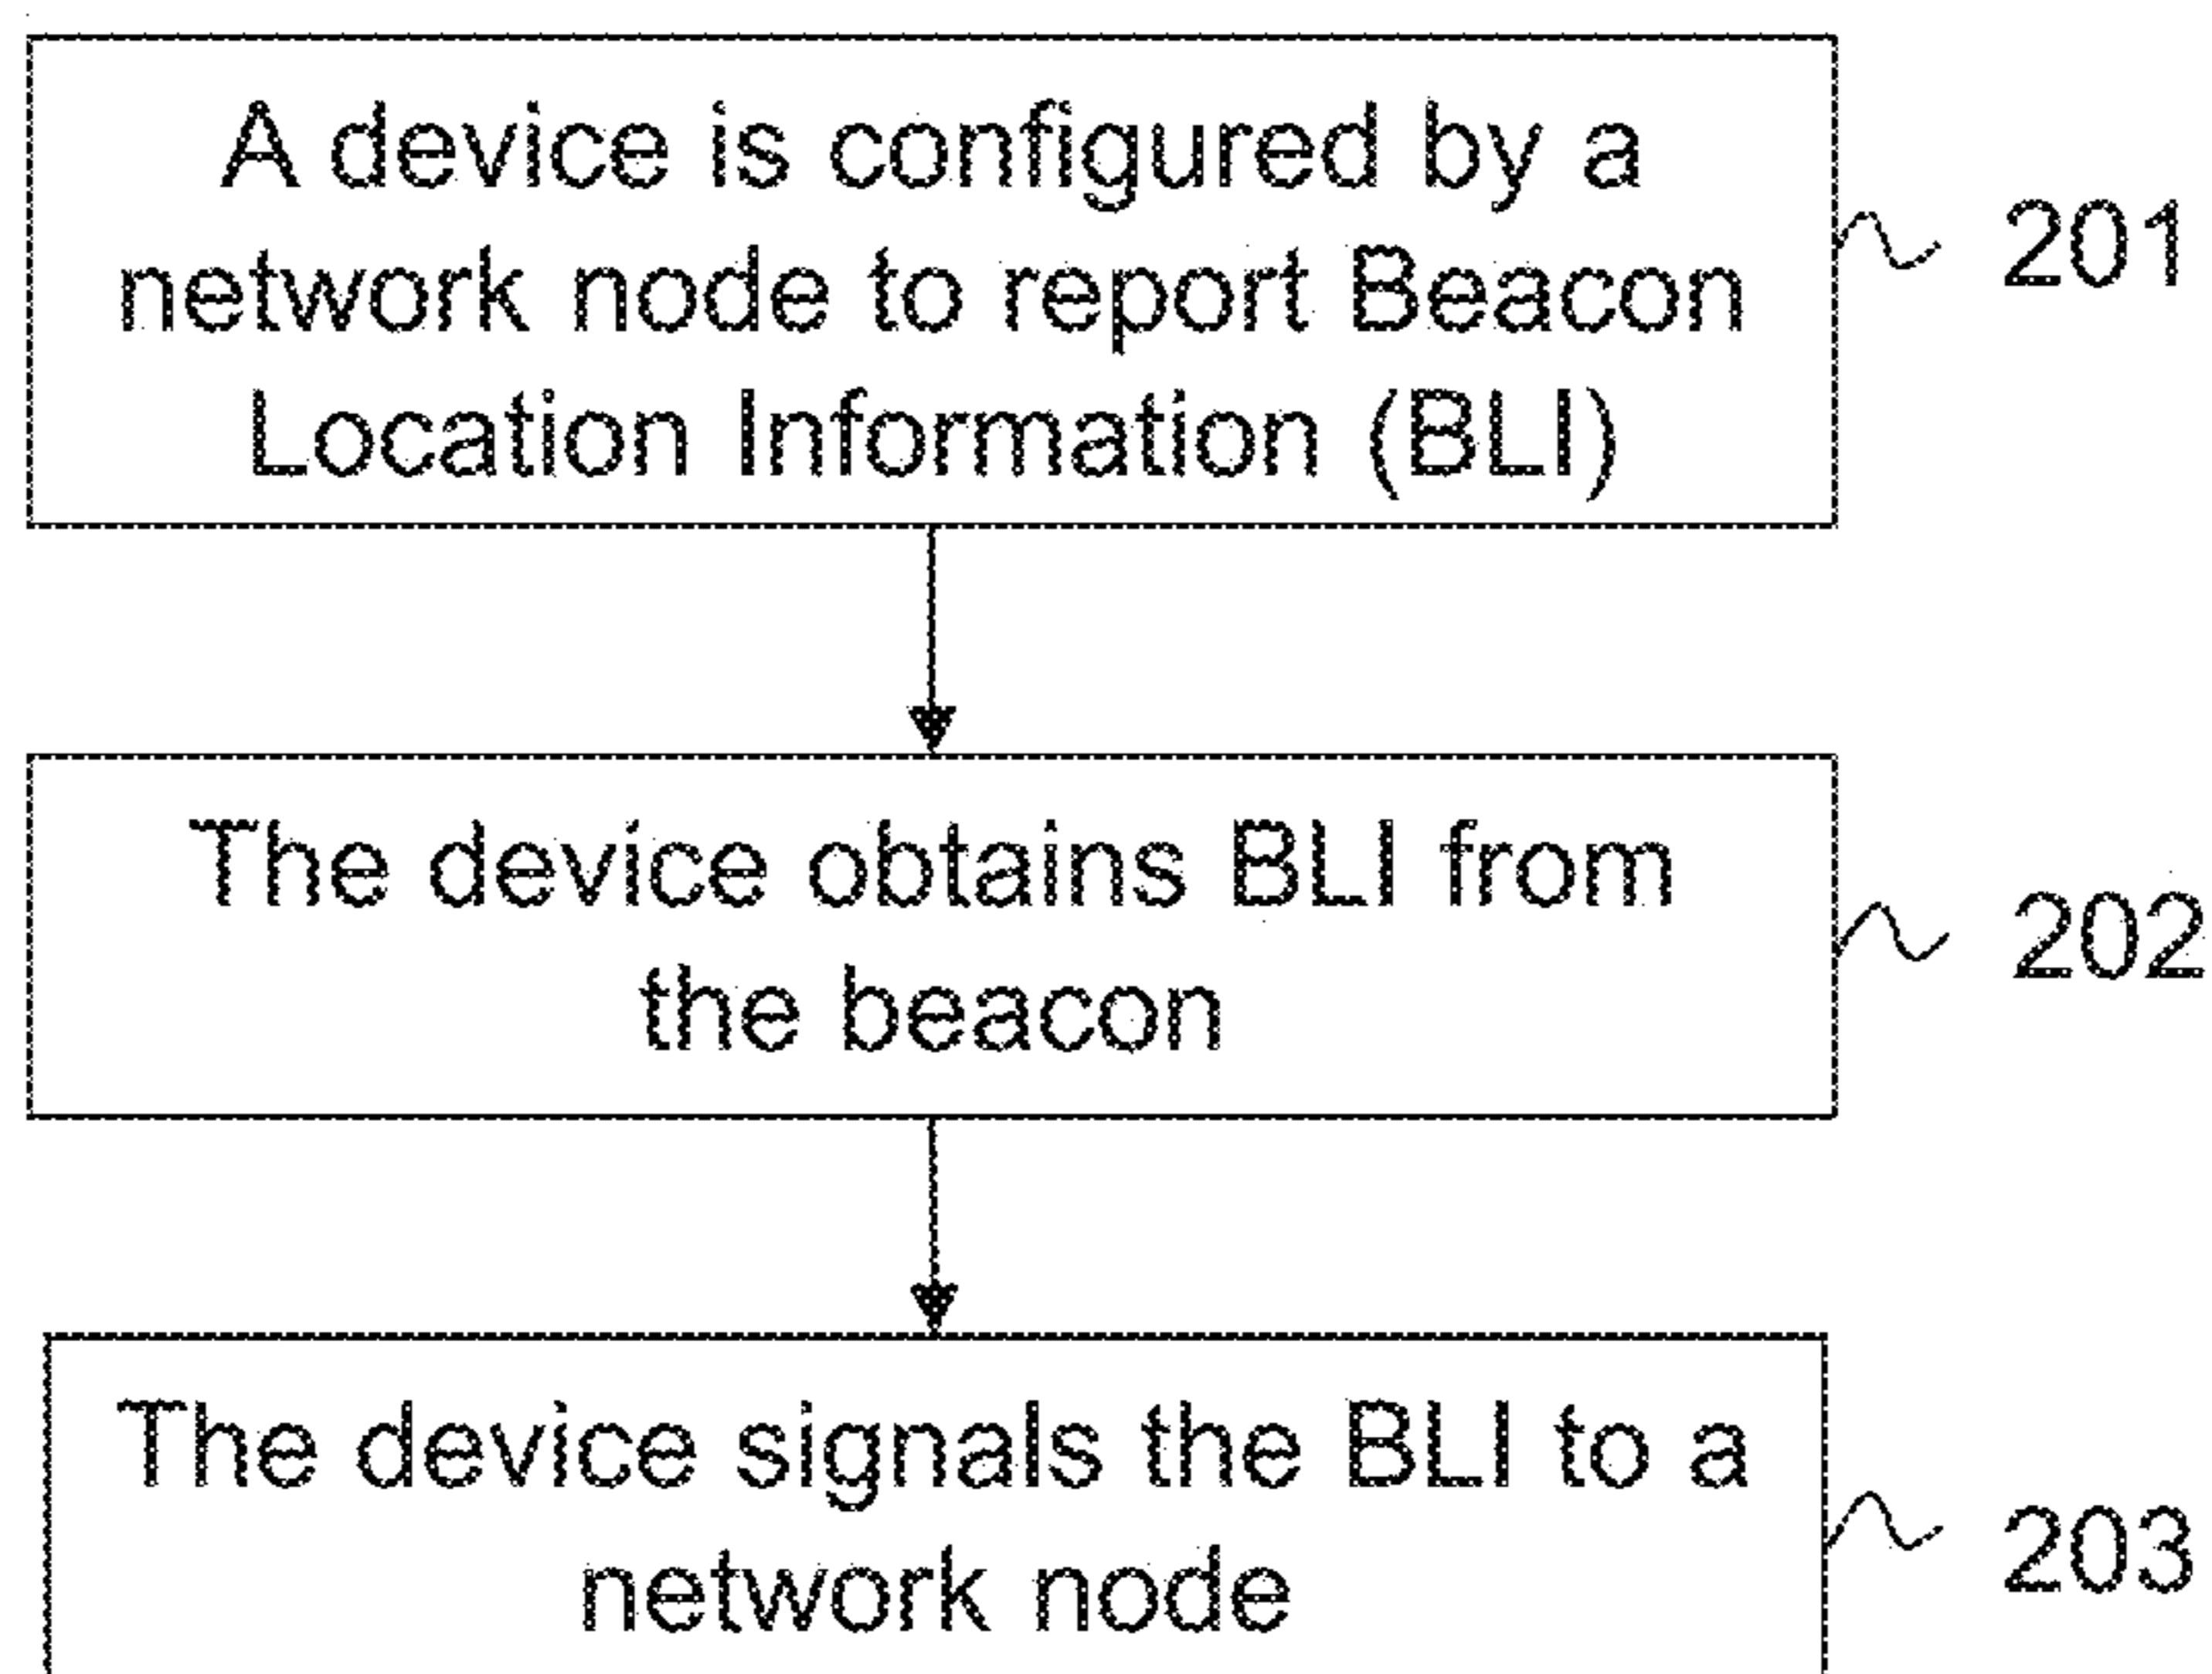 A device is configured by a
network node to report Beacon
Location Information (BLI)
201
The device obtains BLI from
the beacon
202
The device signals the BLI to a
network node
203